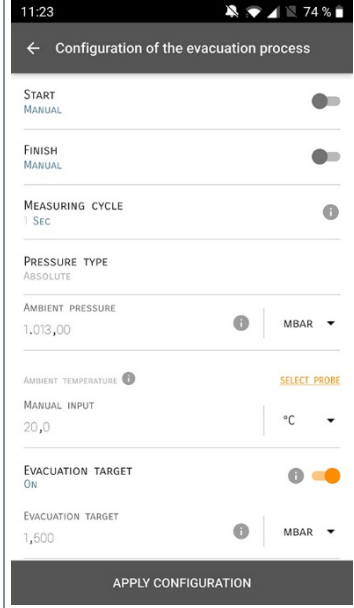 11:23
74 %
Configuration of the evacuation process
START
MANUAL
FINISH
MANUAL
MEASURING CYCLE
1 SEC
PRESSURE TYPE
ABSOLUTE
AMBIENT PRESSURE
1.013,00
MBAR
AMBIENT TEMPERATURE
SELECT PROBE
MANUAL INPUT
20,0
°C
EVACUATION TARGET
ON
EVACUATION TARGET
1,500
MBAR
APPLY CONFIGURATION